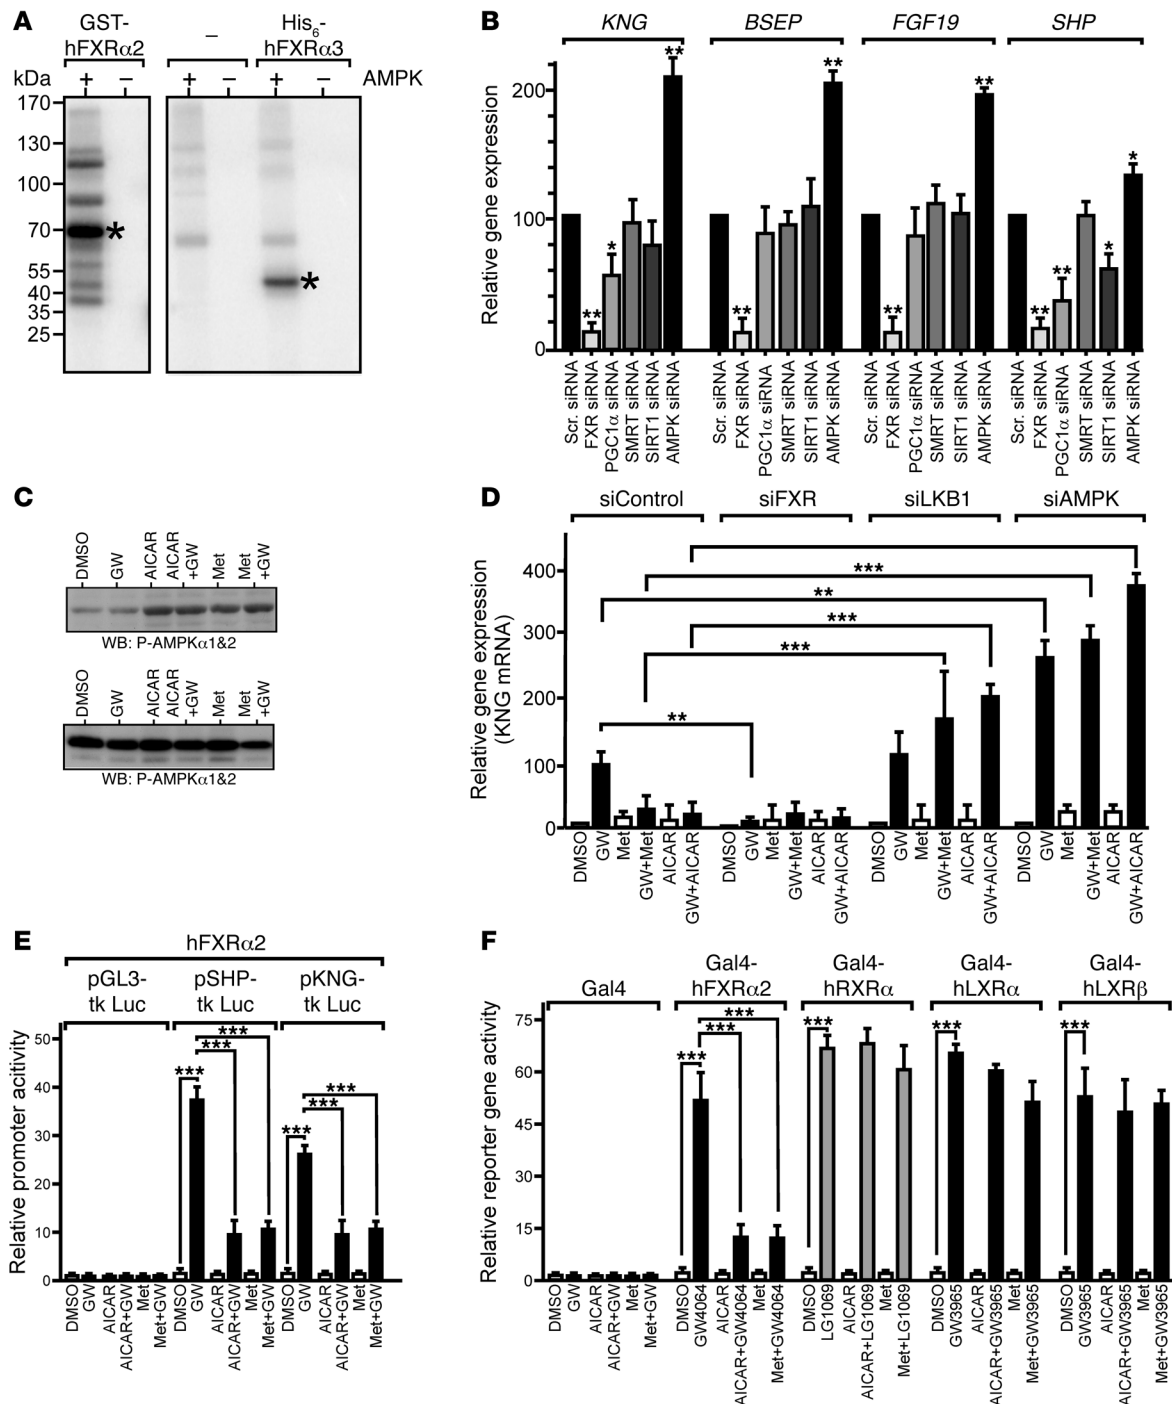 A
GST-
hFXRα2
–
His6-
hFXRα3
kDa
+ – + – + – AMPK
170
130
100
70
55
40
35
25
*
*
B
KNG BSEP FGF19 SHP
Relative gene expression
200
100
0
** * **
** **
** **
** ** * *
Scr. siRNA
FXR siRNA
PGC1α siRNA
SMRT siRNA
SIRT1 siRNA
AMPK siRNA
Scr. siRNA
FXR siRNA
PGC1α siRNA
SMRT siRNA
SIRT1 siRNA
AMPK siRNA
Scr. siRNA
FXR siRNA
PGC1α siRNA
SMRT siRNA
SIRT1 siRNA
AMPK siRNA
Scr. siRNA
FXR siRNA
PGC1α siRNA
SMRT siRNA
SIRT1 siRNA
AMPK siRNA
C
DMSO
GW
AICAR
AICAR
+GW
Met
Met
+GW
WB: P-AMPKα1&2
DMSO
GW
AICAR
AICAR
+GW
Met
Met
+GW
WB: P-AMPKα1&2
D
siControl siFXR siLKB1 siAMPK
Relative gene expression
(KNG mRNA)
400
300
200
100
0
***
**
***
***
**
DMSO
GW
Met
GW+Met
AICAR
GW+AICAR
DMSO
GW
Met
GW+Met
AICAR
GW+AICAR
DMSO
GW
Met
GW+Met
AICAR
GW+AICAR
DMSO
GW
Met
GW+Met
AICAR
GW+AICAR
E
hFXRα2
pGL3-
tk Luc
pSHP-
tk Luc
pKNG-
tk Luc
Relative promoter acitivity
50
40
30
20
10
0
***
***
***
***
***
***
DMSO
GW
AICAR
AICAR+GW
Met
Met+GW
DMSO
GW
AICAR
AICAR+GW
Met
Met+GW
DMSO
GW
AICAR
AICAR+GW
Met
Met+GW
F
Gal4
Gal4-
hFXRα2
Gal4-
hRXRα
Gal4-
hLXRα
Gal4-
hLXRβ
Relative reporter gene activity
75
60
45
30
15
0
***
***
***
***
***
***
DMSO
GW
AICAR
AICAR+GW
Met
Met+GW
DMSO
GW4064
AICAR
AICAR+GW4064
Met
Met+GW4064
DMSO
LG1069
AICAR
AICAR+LG1069
Met
Met+LG1069
DMSO
GW3965
AICAR
AICAR+GW3965
Met
Met+GW3965
DMSO
GW3965
AICAR
AICAR+GW3965
Met
Met+GW3965